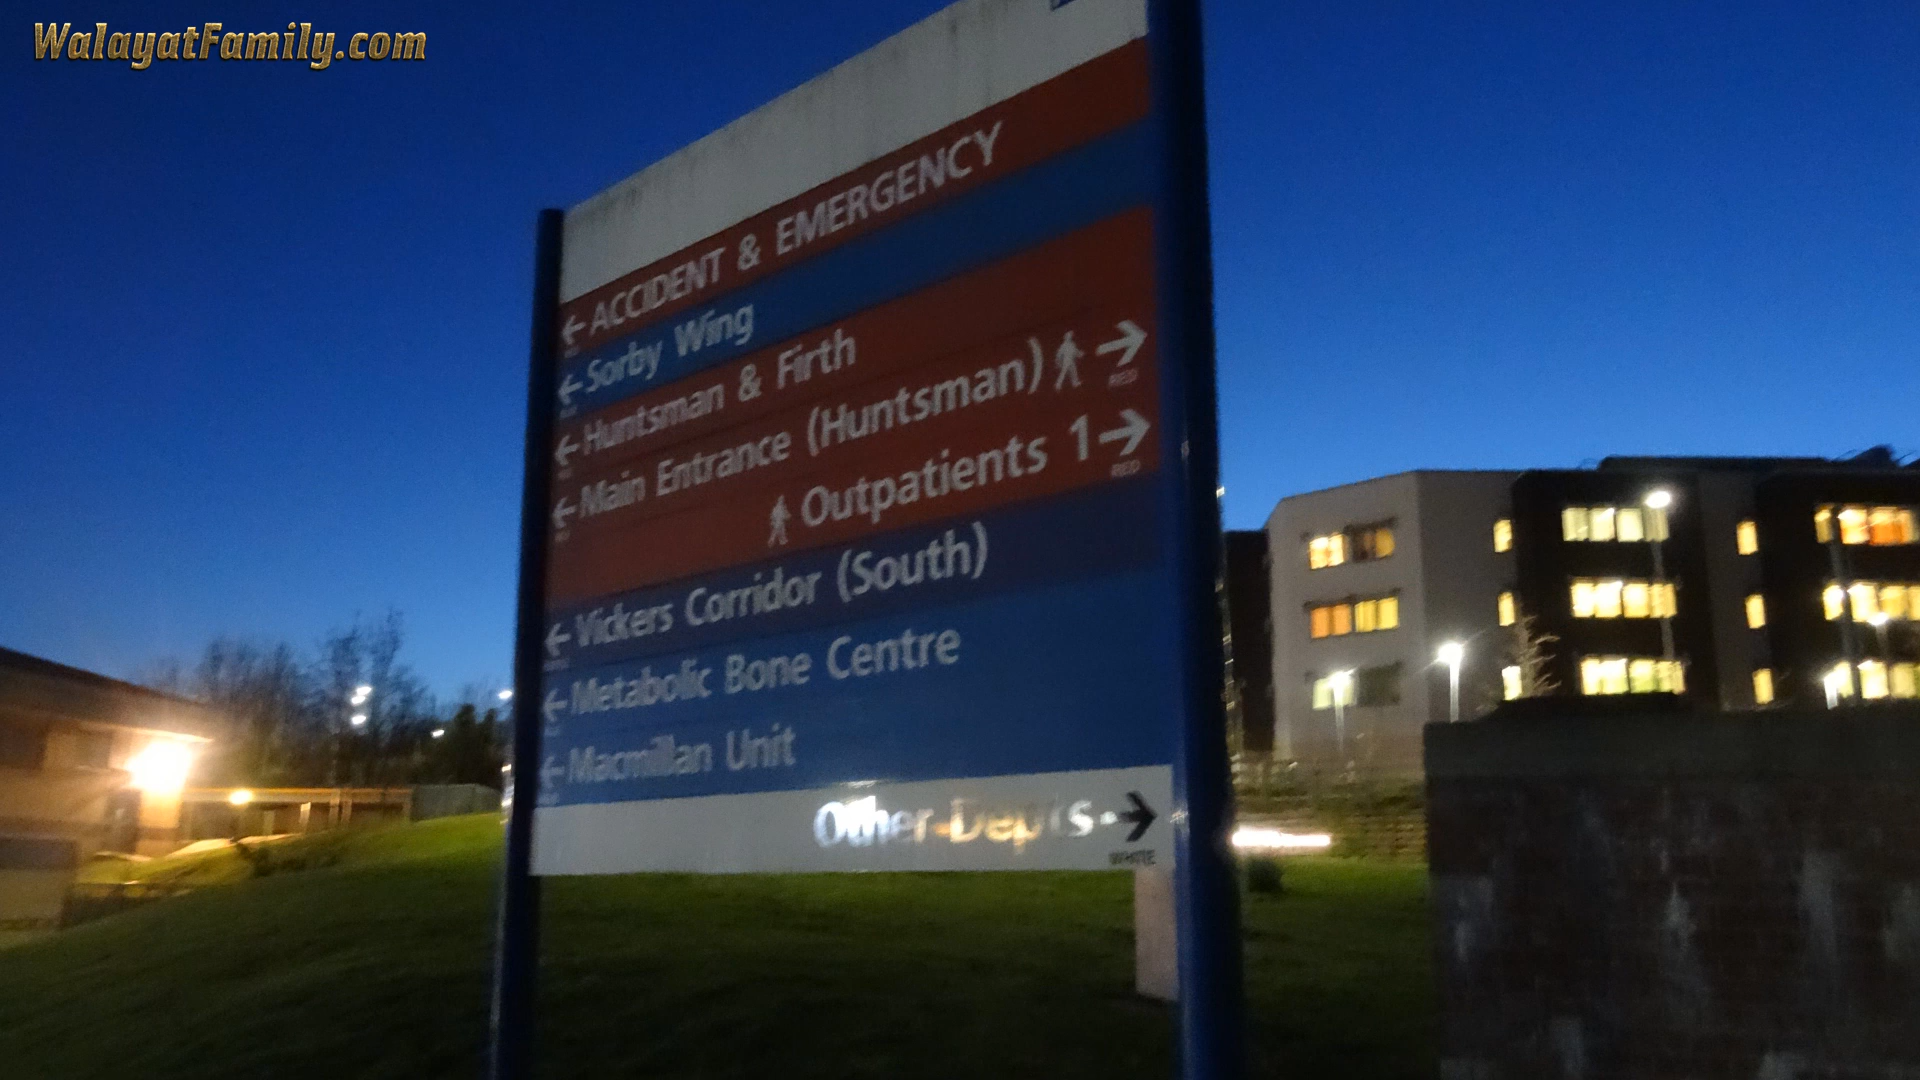 WalayatFamily.com
← ACCIDENT & EMERGENCY
← Sorby Wing
← Huntsman & Firth
← Main Entrance (Huntsman) →
RED
Outpatients 1 →
RED
← Vickers Corridor (South)
← Metabolic Bone Centre
← Macmillan Unit
Other Depts →
WHITE